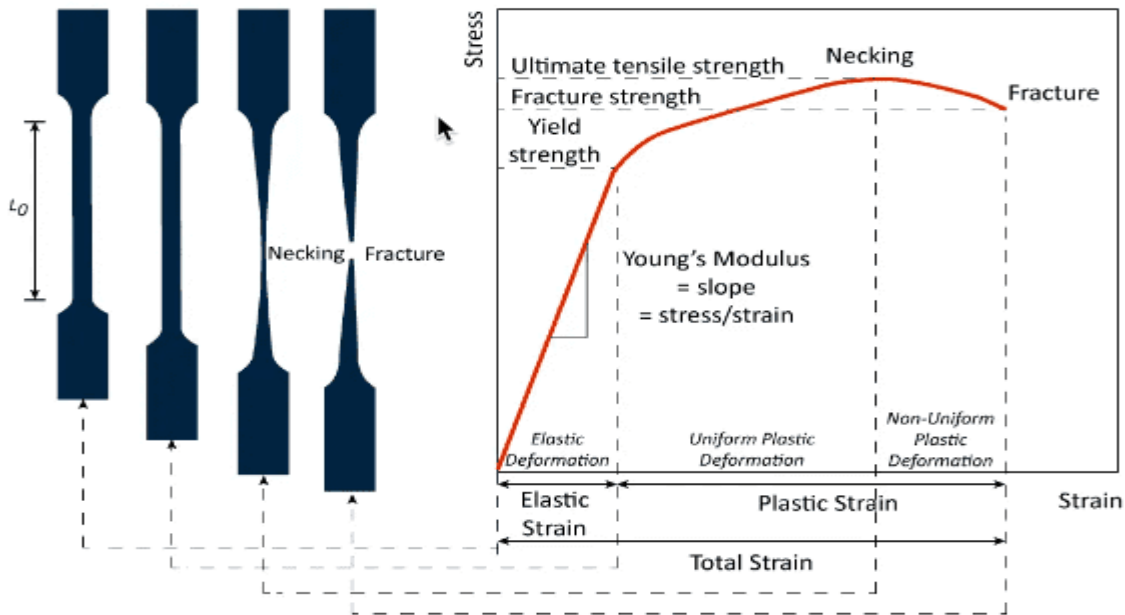 Stress
Ultimate tensile strength
Necking
Fracture strength
Fracture
Yield
strength
L0
Necking
Fracture
Young's Modulus
= slope
= stress/strain
Elastic
Deformation
Uniform Plastic
Deformation
Non-Uniform
Plastic
Deformation
Elastic
Strain
Plastic Strain
Strain
Total Strain